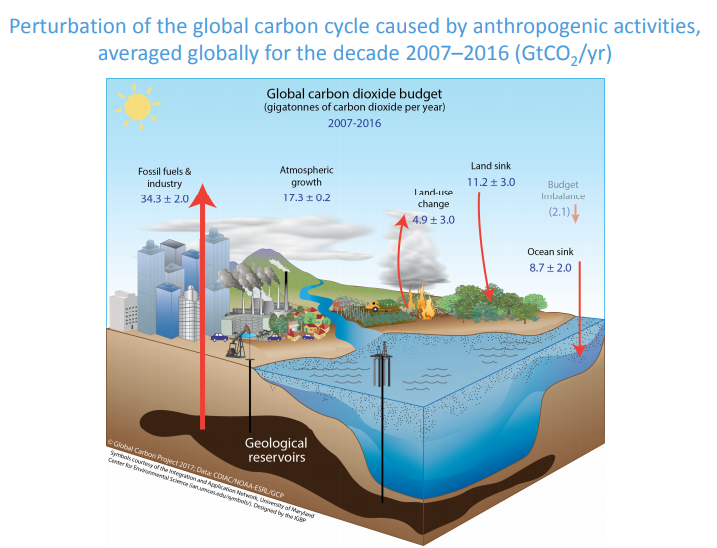 Perturbation of the global carbon cycle caused by anthropogenic activities,
averaged globally for the decade 2007–2016 (GtCO₂/yr)
Global carbon dioxide budget
(gigatonnes of carbon dioxide per year)
2007-2016
Fossil fuels &
industry
34.3 ± 2.0
Atmospheric
growth
17.3 ± 0.2
Land-use
change
4.9 ± 3.0
Land sink
11.2 ± 3.0
Budget
Imbalance
(2.1)
Ocean sink
8.7 ± 2.0
Geological
reservoirs
© Global Carbon Project 2017; Data: CDIAC/NOAA-ESRL/GCP
Symbols courtesy of the Integration and Application Network, University of Maryland
Center for Environmental Science (ian.umces.edu/symbols/). Designed by the IGBP